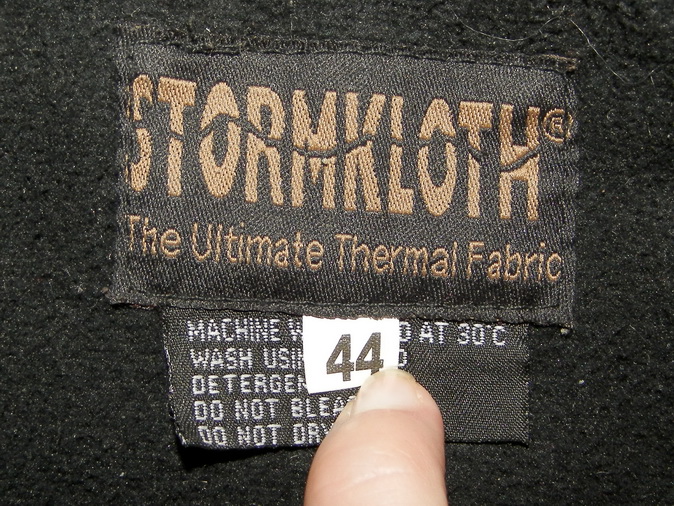 STORMKLOTH®
The Ultimate Thermal Fabric
MACHINE AT 30°C
WASH
44
DO NOT
DO NOT